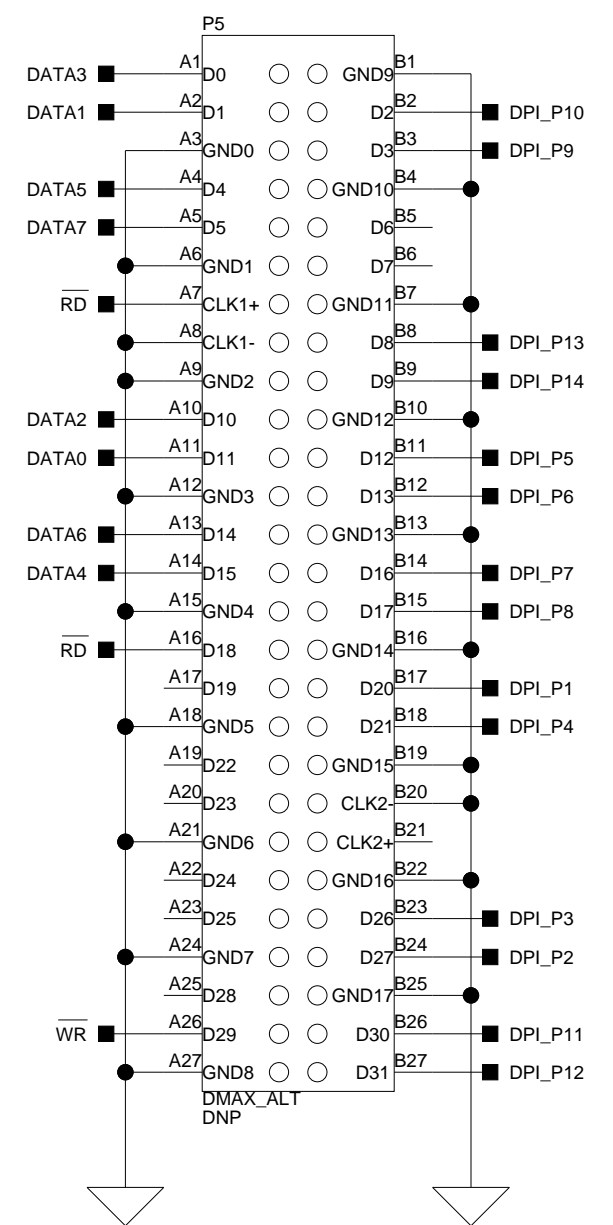 P5
DATA3 A1 D0 GND9 B1
DATA1 A2 D1 D2 B2 DPI_P10
A3 GND0 D3 B3 DPI_P9
DATA5 A4 D4 GND10 B4
DATA7 A5 D5 D6 B5
A6 GND1 D7 B6
RD A7 CLK1+ GND11 B7
A8 CLK1- D8 B8 DPI_P13
A9 GND2 D9 B9 DPI_P14
DATA2 A10 D10 GND12 B10
DATA0 A11 D11 D12 B11 DPI_P5
A12 GND3 D13 B12 DPI_P6
DATA6 A13 D14 GND13 B13
DATA4 A14 D15 D16 B14 DPI_P7
A15 GND4 D17 B15 DPI_P8
RD A16 D18 GND14 B16
A17 D19 D20 B17 DPI_P1
A18 GND5 D21 B18 DPI_P4
A19 D22 GND15 B19
A20 D23 CLK2- B20
A21 GND6 CLK2+ B21
A22 D24 GND16 B22
A23 D25 D26 B23 DPI_P3
A24 GND7 D27 B24 DPI_P2
A25 D28 GND17 B25
WR A26 D29 D30 B26 DPI_P11
A27 GND8 D31 B27 DPI_P12
DMAX_ALT
DNP